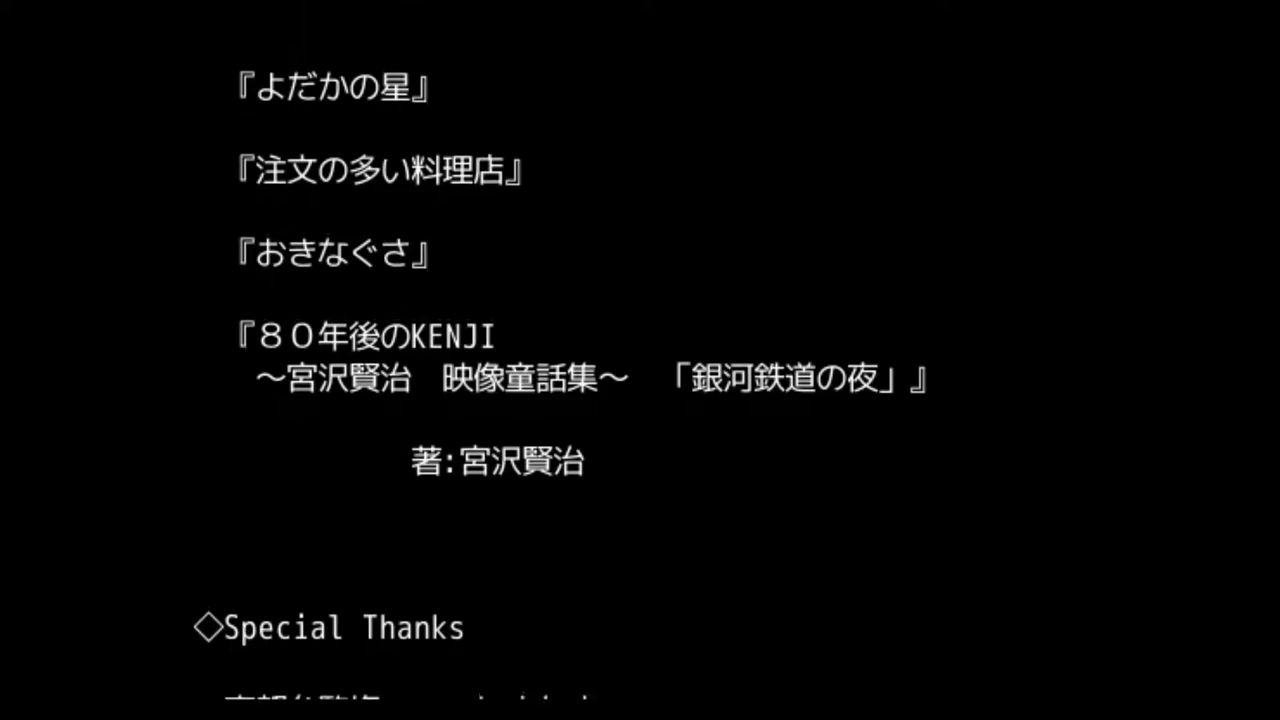 『よだかの星』
『注文の多い料理店』
『おきなぐさ』
『８０年後のKENJI
～宮沢賢治　映像童話集～　「銀河鉄道の夜」』
著:宮沢賢治
◇Special Thanks